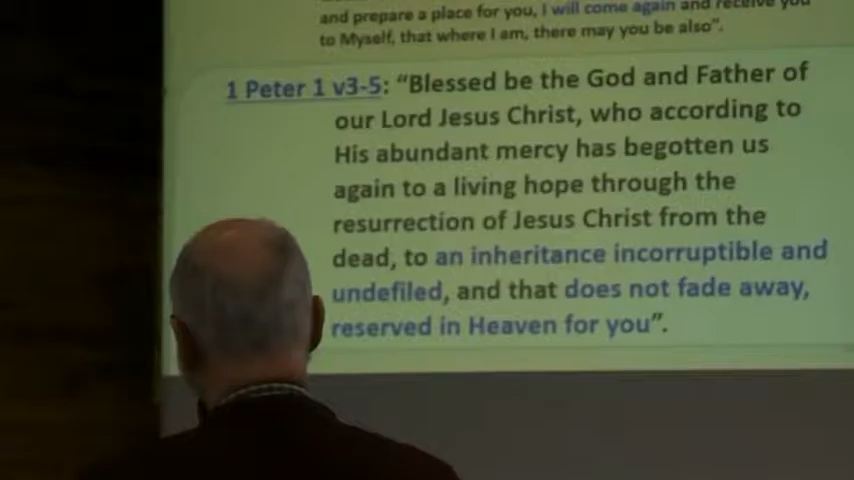 and prepare a place for you, I will come again and receive you
to Myself, that where I am, there may you be also”.
1 Peter 1 v3-5: “Blessed be the God and Father of
our Lord Jesus Christ, who according to
His abundant mercy has begotten us
again to a living hope through the
resurrection of Jesus Christ from the
dead, to an inheritance incorruptible and
undefiled, and that does not fade away,
reserved in Heaven for you”.